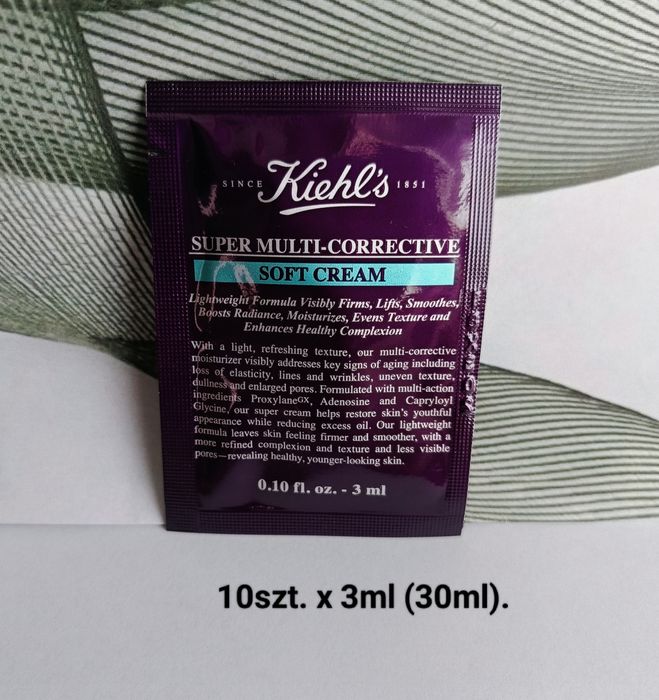 SINCE Kiehl's 1851
SUPER MULTI-CORRECTIVE
SOFT CREAM
Lightweight Formula Visibly Firms, Lifts, Smoothes,
Boosts Radiance, Moisturizes, Evens Texture and
Enhances Healthy Complexion
With a light, refreshing texture, our multi-corrective
moisturizer visibly addresses key signs of aging including
loss of elasticity, lines and wrinkles, uneven texture,
dullness and enlarged pores. Formulated with multi-action
ingredients ProxylaneGX, Adenosine and Capryloyl
Glycine, our super cream helps restore skin's youthful
appearance while reducing excess oil. Our lightweight
formula leaves skin feeling firmer and smoother, with a
more refined complexion and texture and less visible
pores—revealing healthy, younger-looking skin.
0.10 fl. oz. - 3 ml
10szt. x 3ml (30ml).